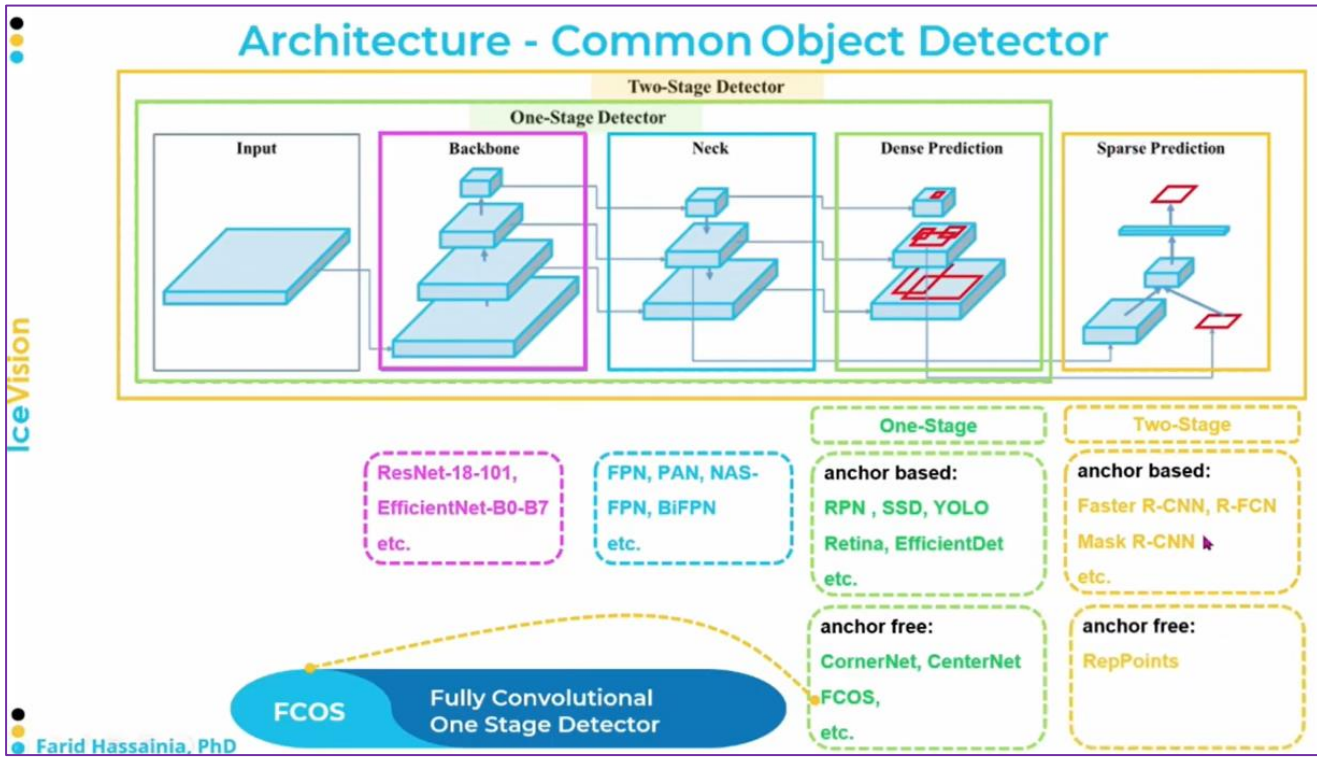 Architecture - Common Object Detector
Two-Stage Detector
One-Stage Detector
Input
Backbone
Neck
Dense Prediction
Sparse Prediction
IceVision
One-Stage
Two-Stage
ResNet-18-101,
EfficientNet-B0-B7
etc.
FPN, PAN, NAS-
FPN, BiFPN
etc.
anchor based:
RPN , SSD, YOLO
Retina, EfficientDet
etc.
anchor based:
Faster R-CNN, R-FCN
Mask R-CNN
etc.
anchor free:
CornerNet, CenterNet
FCOS,
etc.
anchor free:
RepPoints
FCOS
Fully Convolutional
One Stage Detector
Farid Hassainia, PhD